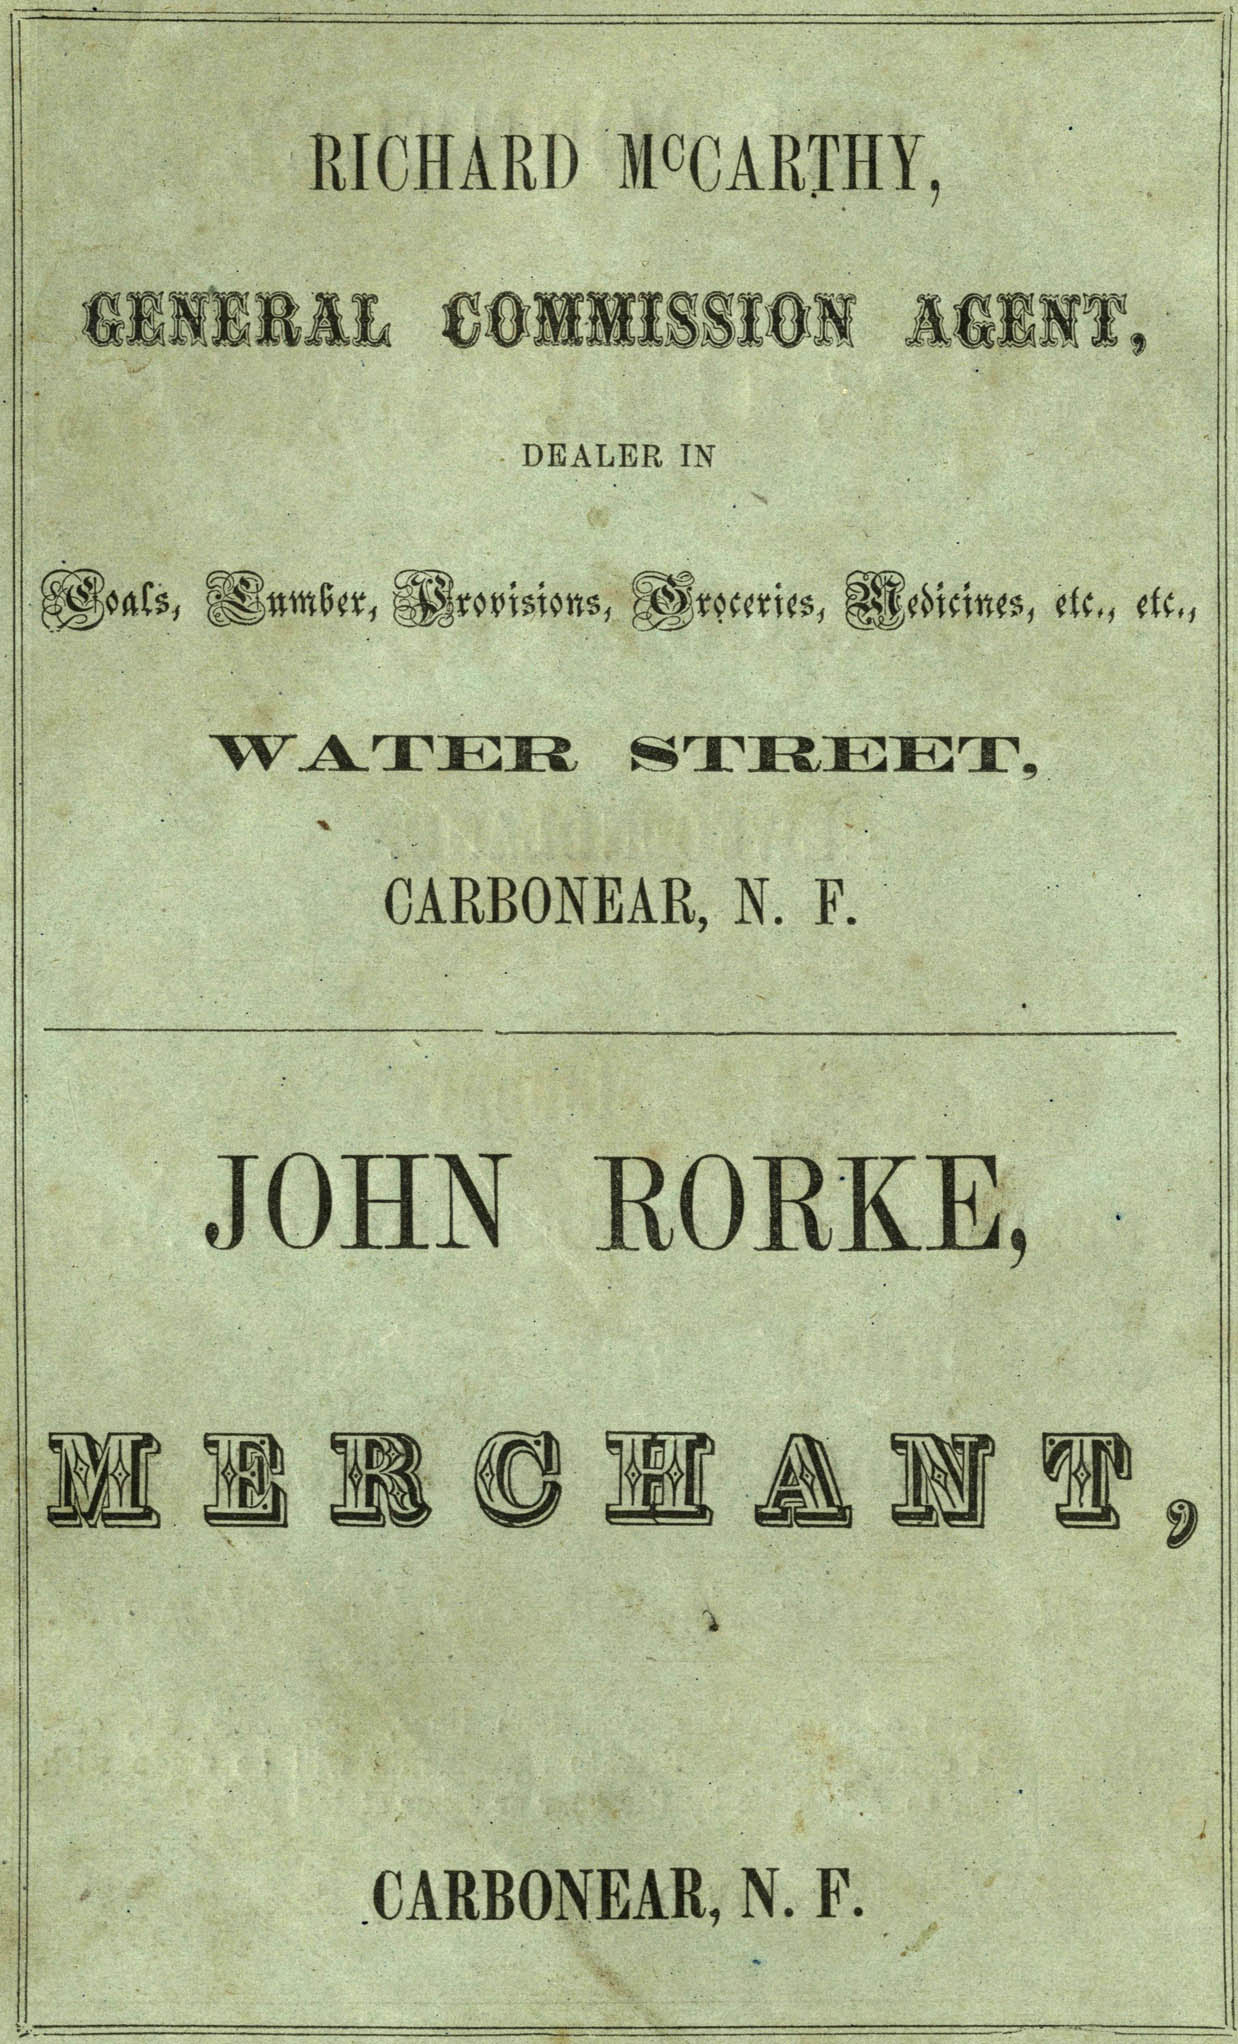 RICHARD McCARTHY,
GENERAL COMMISSION AGENT,
DEALER IN
Coals, Lumber, Provisions, Groceries, Medicines, etc., etc.,
WATER STREET,
CARBONEAR, N. F.
JOHN RORKE,
MERCHANT,
CARBONEAR, N. F.